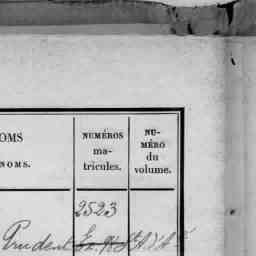 OMS
NOMS.
NUMÉROS
ma-
tricules.
NU-
MÉRO
du
volume.
2523
Prudent